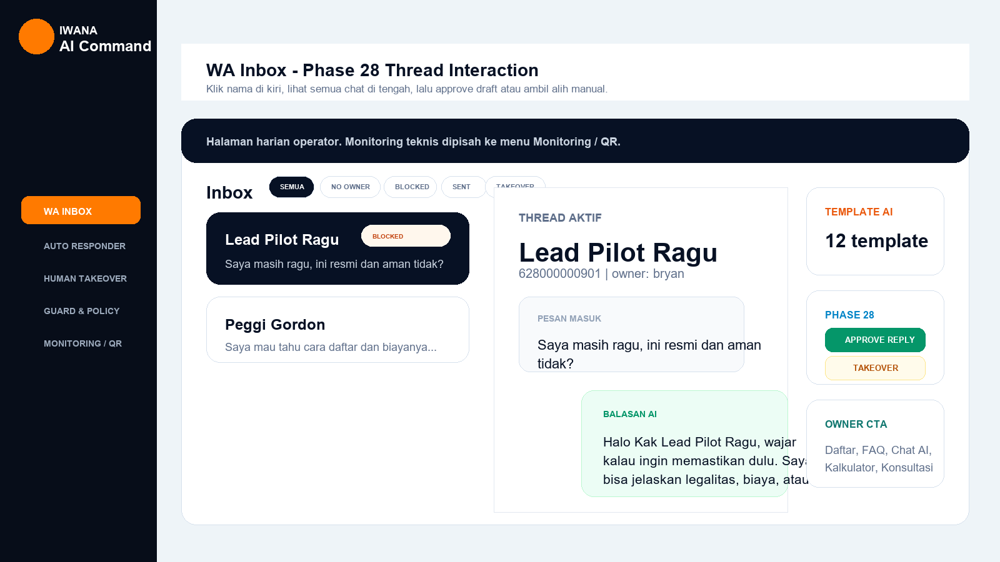 IWANA
AI Command
WA INBOX
AUTO RESPONDER
HUMAN TAKEOVER
GUARD & POLICY
MONITORING / QR
WA Inbox - Phase 28 Thread Interaction
Klik nama di kiri, lihat semua chat di tengah, lalu approve draft atau ambil alih manual.
Halaman harian operator. Monitoring teknis dipisah ke menu Monitoring / QR.
Inbox
SEMUA
NO OWNER
BLOCKED
SENT
TAKEOVER
Lead Pilot Ragu
BLOCKED
Saya masih ragu, ini resmi dan aman tidak?
Peggi Gordon
Saya mau tahu cara daftar dan biayanya...
THREAD AKTIF
Lead Pilot Ragu
628000000901 | owner: bryan
PESAN MASUK
Saya masih ragu, ini resmi dan aman
tidak?
BALASAN AI
Halo Kak Lead Pilot Ragu, wajar
kalau ingin memastikan dulu. Saya
bisa jelaskan legalitas, biaya, atau
TEMPLATE AI
12 template
PHASE 28
APPROVE REPLY
TAKEOVER
OWNER CTA
Daftar, FAQ, Chat AI,
Kalkulator, Konsultasi